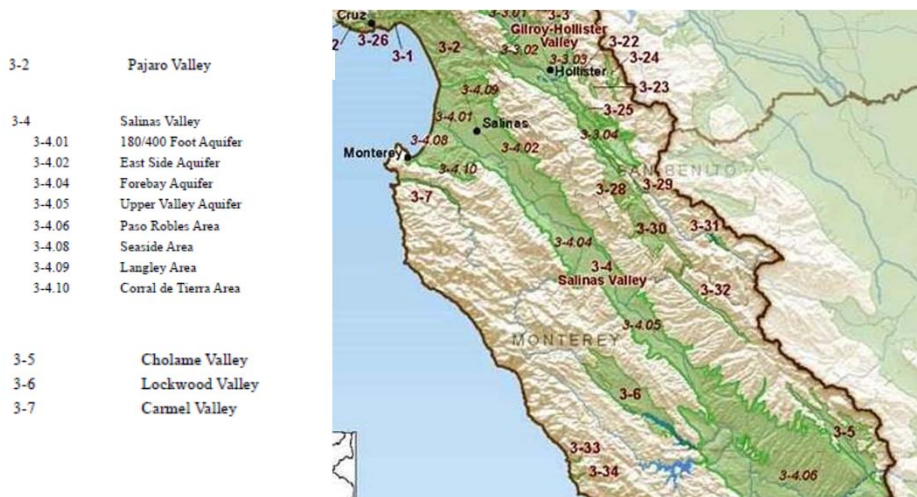 3-2 Pajaro Valley
3-4 Salinas Valley
3-4.01 180/400 Foot Aquifer
3-4.02 East Side Aquifer
3-4.04 Forebay Aquifer
3-4.05 Upper Valley Aquifer
3-4.06 Paso Robles Area
3-4.08 Seaside Area
3-4.09 Langley Area
3-4.10 Corral de Tierra Area
3-5 Cholame Valley
3-6 Lockwood Valley
3-7 Carmel Valley
Cruz
3-26
2
3-1
3-2
3-3.01
3-3
Gilroy-Hollister
Valley
3-3.02
3-22
3-24
3-3.03
Hollister
3-23
3-25
3-4.09
3-4.01
Salinas
3-3.04
3-4.08
3-4.02
Monterey
3-4.10
SAN BENITO
3-7
3-28
3-29
3-30
3-31
3-4.04
3-4
Salinas Valley
3-32
3-4.05
MONTEREY
3-6
3-5
3-33
3-34
3-4.06